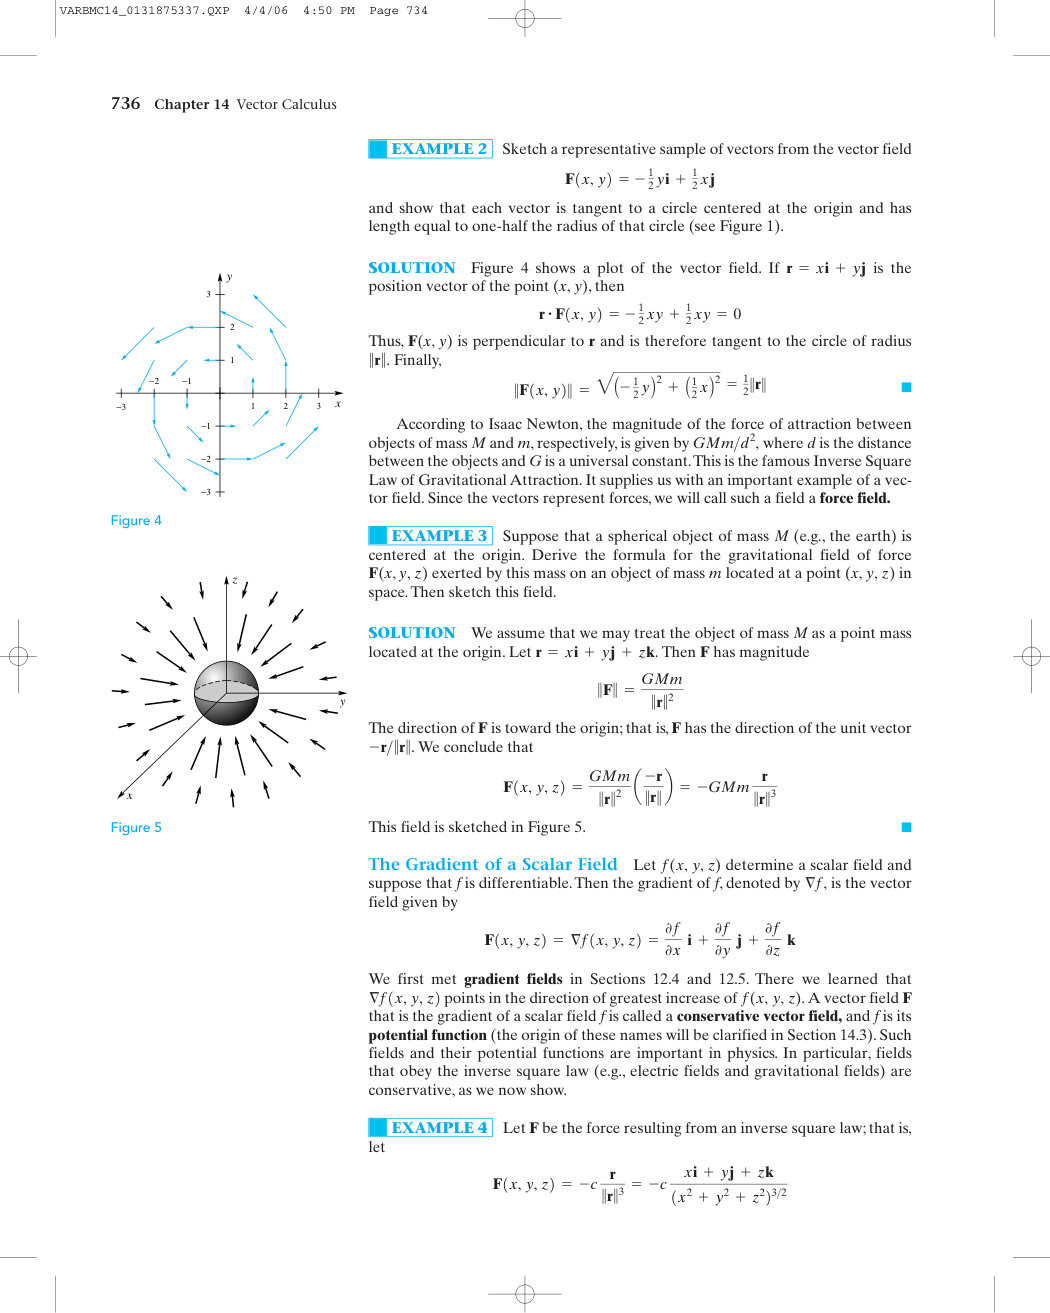 VARBMC14_0131875337.QXP 4/4/06 4:50 PM Page 734
736 Chapter 14 Vector Calculus
EXAMPLE 2 Sketch a representative sample of vectors from the vector field
F(x, y) = −½ yi + ½ xj
and show that each vector is tangent to a circle centered at the origin and has
length equal to one-half the radius of that circle (see Figure 1).
SOLUTION Figure 4 shows a plot of the vector field. If r = xi + yj is the
position vector of the point (x, y), then
r · F(x, y) = −½ xy + ½ xy = 0
Thus, F(x, y) is perpendicular to r and is therefore tangent to the circle of radius
‖r‖. Finally,
‖F(x, y)‖ = √((−½ y)² + (½ x)²) = ½‖r‖
According to Isaac Newton, the magnitude of the force of attraction between
objects of mass M and m, respectively, is given by GMm/d², where d is the distance
between the objects and G is a universal constant. This is the famous Inverse Square
Law of Gravitational Attraction. It supplies us with an important example of a vec-
tor field. Since the vectors represent forces, we will call such a field a force field.
y
3
2
1
−2 −1
−3 1 2 3 x
−1
−2
−3
Figure 4
EXAMPLE 3 Suppose that a spherical object of mass M (e.g., the earth) is
centered at the origin. Derive the formula for the gravitational field of force
F(x, y, z) exerted by this mass on an object of mass m located at a point (x, y, z) in
space. Then sketch this field.
SOLUTION We assume that we may treat the object of mass M as a point mass
located at the origin. Let r = xi + yj + zk. Then F has magnitude
‖F‖ = GMm/‖r‖²
The direction of F is toward the origin; that is, F has the direction of the unit vector
−r/‖r‖. We conclude that
F(x, y, z) = GMm/‖r‖² (−r/‖r‖) = −GMm r/‖r‖³
This field is sketched in Figure 5.
z
y
x
Figure 5
The Gradient of a Scalar Field Let f(x, y, z) determine a scalar field and
suppose that f is differentiable. Then the gradient of f, denoted by ∇f, is the vector
field given by
F(x, y, z) = ∇f(x, y, z) = ∂f/∂x i + ∂f/∂y j + ∂f/∂z k
We first met gradient fields in Sections 12.4 and 12.5. There we learned that
∇f(x, y, z) points in the direction of greatest increase of f(x, y, z). A vector field F
that is the gradient of a scalar field f is called a conservative vector field, and f is its
potential function (the origin of these names will be clarified in Section 14.3). Such
fields and their potential functions are important in physics. In particular, fields
that obey the inverse square law (e.g., electric fields and gravitational fields) are
conservative, as we now show.
EXAMPLE 4 Let F be the force resulting from an inverse square law; that is,
let
F(x, y, z) = −c r/‖r‖³ = −c (xi + yj + zk)/(x² + y² + z²)^3/2